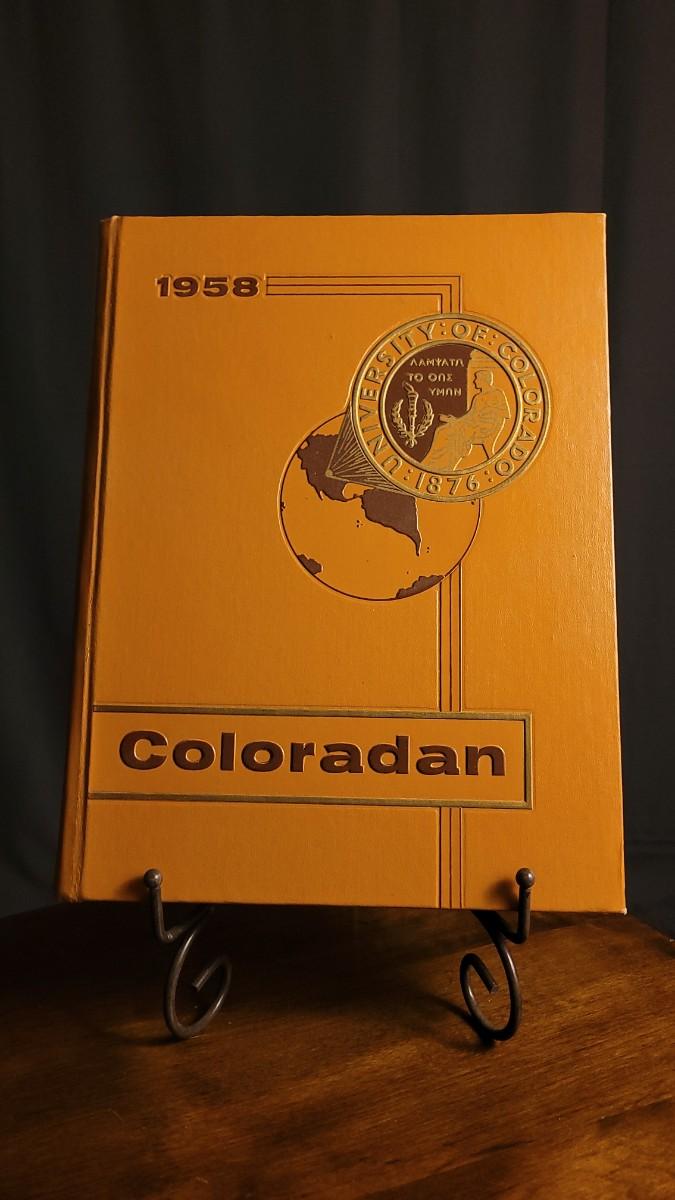 1958
UNIVERSITY:OF:COLORADO:1876:
ΛΑΜΨΑΤΩ
ΤΟ ΦΩΣ
ΥΜΩΝ
Coloradan